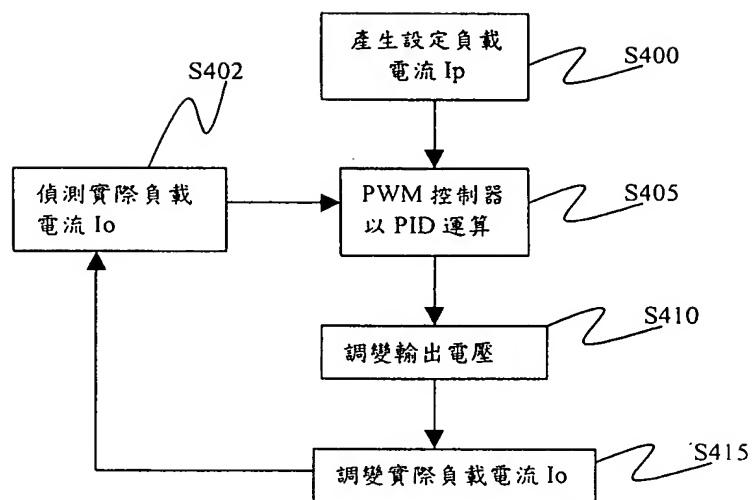 產生設定負載
電流 Ip
S400
S402
偵測實際負載
電流 Io
PWM 控制器
以 PID 運算
S405
調變輸出電壓
S410
調變實際負載電流 Io
S415